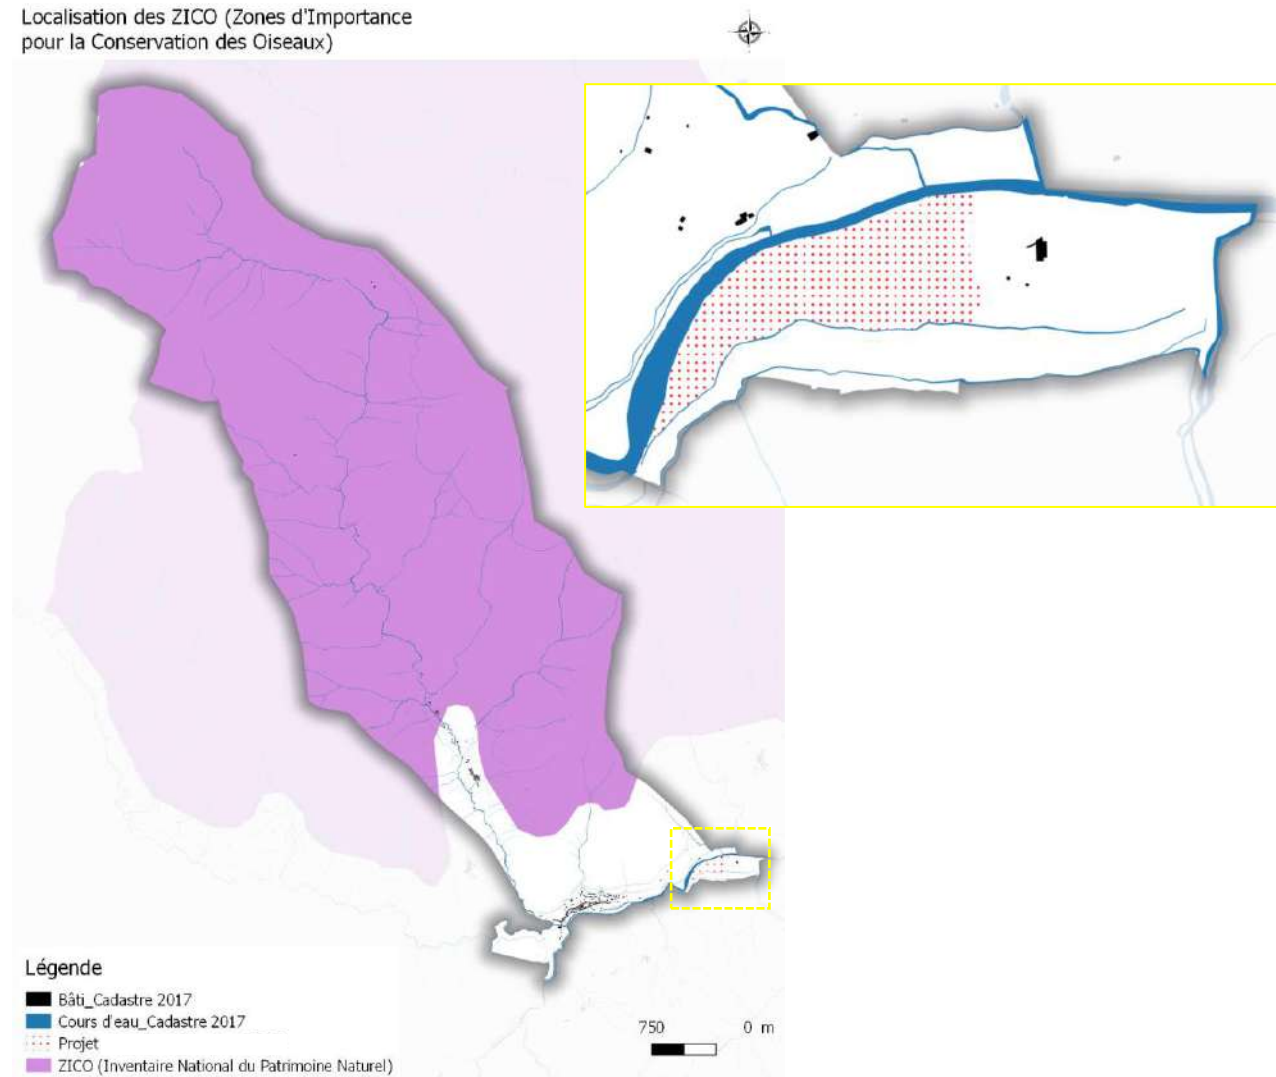 Localisation des ZICO (Zones d'Importance
pour la Conservation des Oiseaux)
Légende
Bâti_Cadastre 2017
Cours d'eau_Cadastre 2017
Projet
ZICO (Inventaire National du Patrimoine Naturel)
750 0 m